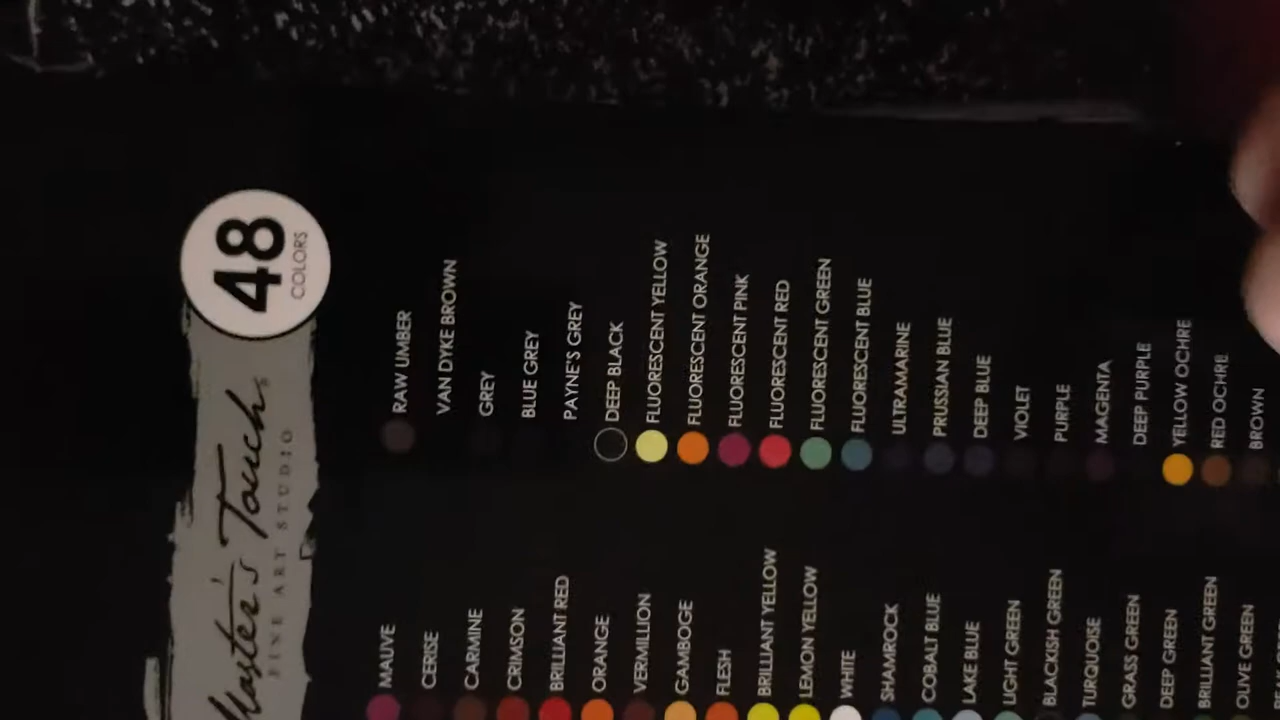 48
COLORS
Master's Touch
FINE ART STUDIO
MAUVE
CERISE
CARMINE
CRIMSON
BRILLIANT RED
ORANGE
VERMILLION
GAMBOGE
FLESH
BRILLIANT YELLOW
LEMON YELLOW
WHITE
SHAMROCK
COBALT BLUE
LAKE BLUE
LIGHT GREEN
BLACKISH GREEN
TURQUOISE
GRASS GREEN
DEEP GREEN
BRILLIANT GREEN
OLIVE GREEN
RAW UMBER
VAN DYKE BROWN
GREY
BLUE GREY
PAYNE'S GREY
DEEP BLACK
FLUORESCENT YELLOW
FLUORESCENT ORANGE
FLUORESCENT PINK
FLUORESCENT RED
FLUORESCENT GREEN
FLUORESCENT BLUE
ULTRAMARINE
PRUSSIAN BLUE
DEEP BLUE
VIOLET
PURPLE
MAGENTA
DEEP PURPLE
YELLOW OCHRE
RED OCHRE
BROWN